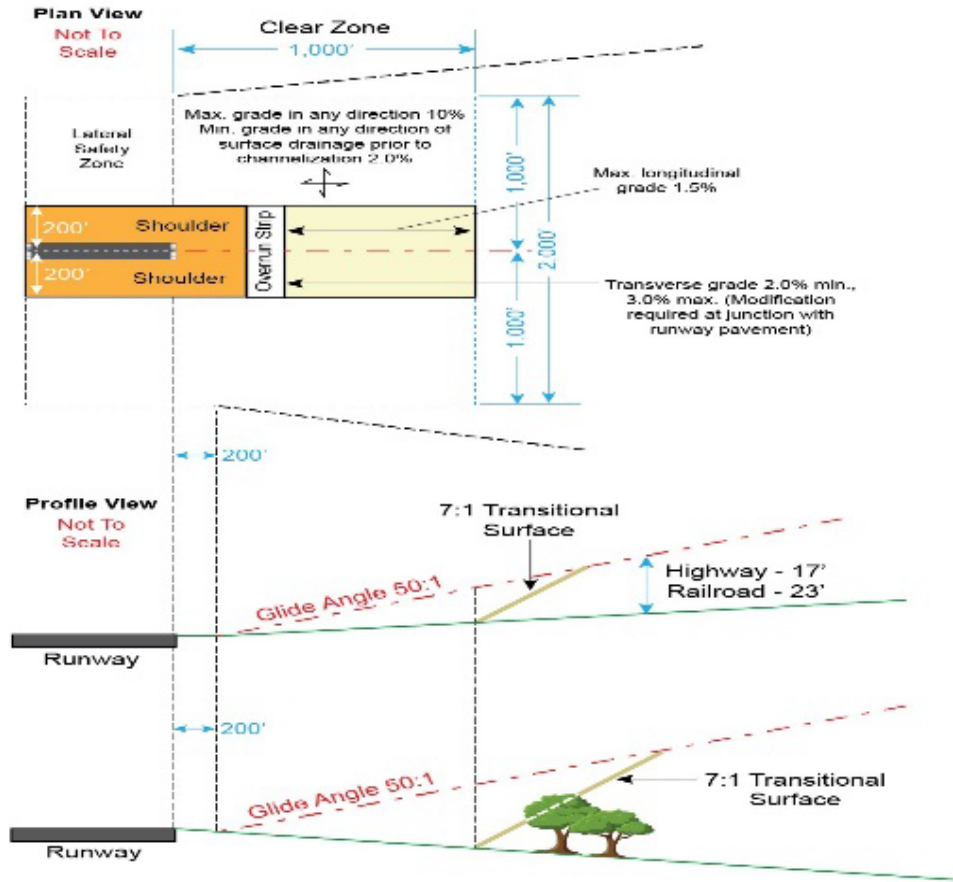 Plan View
Not To
Scale
Clear Zone
1,000'
Lateral
Safety
Zone
Max. grade in any direction 10%
Min. grade in any direction of
surface drainage prior to
channelization 2.0%
Max. longitudinal
grade 1.5%
1,000'
2,000'
1,000'
200'
Shoulder
Overrun Strip
200'
Shoulder
Transverse grade 2.0% min.,
3.0% max. (Modification
required at junction with
runway pavement)
200'
Profile View
Not To
Scale
7:1 Transitional
Surface
Glide Angle 50:1
Highway - 17'
Railroad - 23'
Runway
200'
Glide Angle 50:1
7:1 Transitional
Surface
Runway